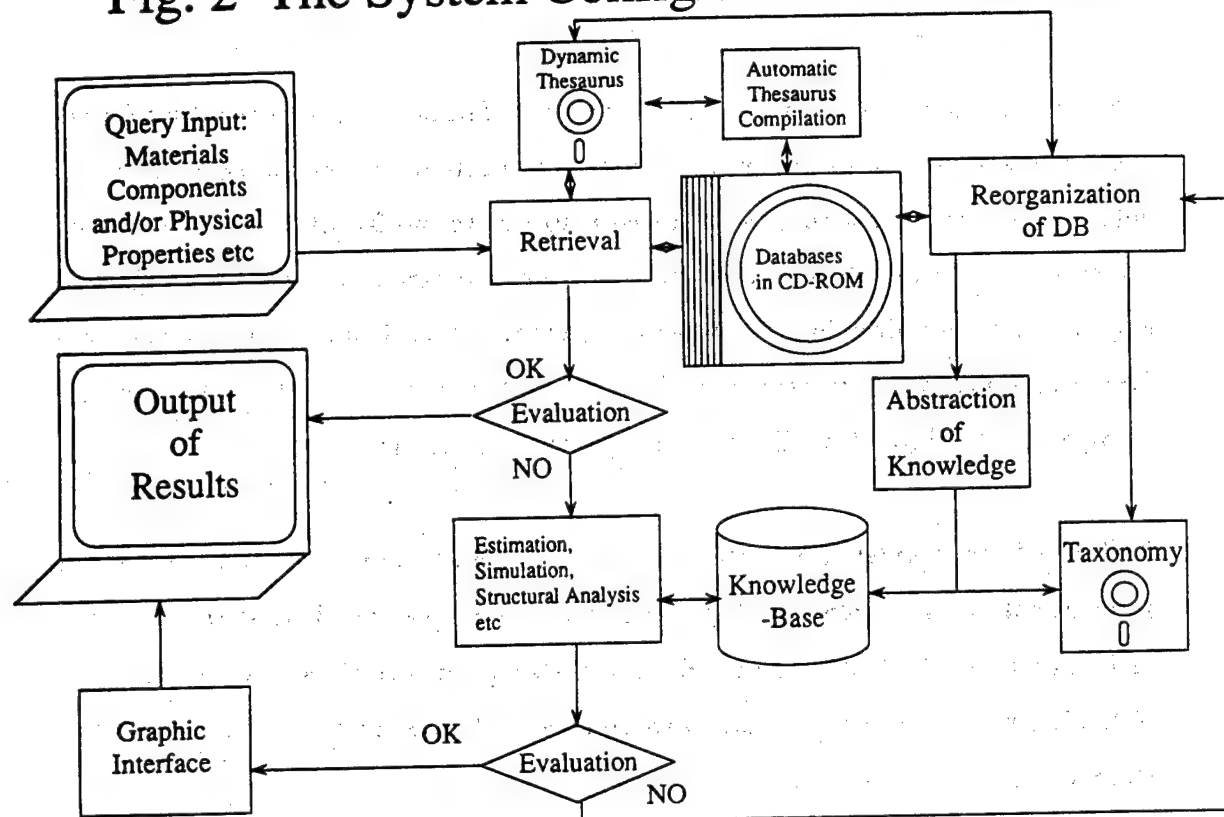 Fig. 2 The System
Dynamic
Thesaurus
Automatic
Thesaurus
Compilation
Query Input:
Materials
Components
and/or Physical
Properties etc
Retrieval
Databases
in CD-ROM
Reorganization
of DB
OK
Evaluation
NO
Output
of
Results
Abstraction
of
Knowledge
Estimation,
Simulation,
Structural Analysis
etc
Knowledge
-Base
Taxonomy
Graphic
Interface
OK
Evaluation
NO